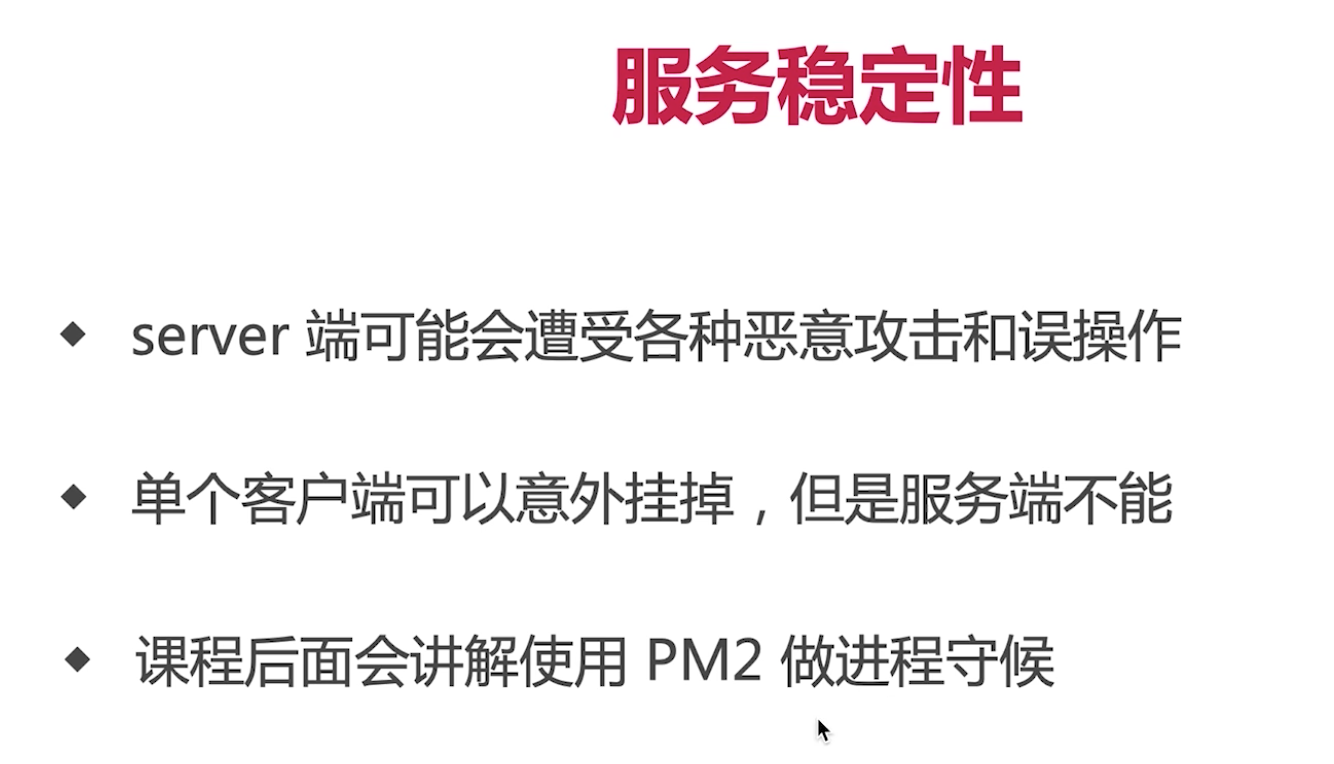 服务稳定性
server 端可能会遭受各种恶意攻击和误操作
单个客户端可以意外挂掉，但是服务端不能
课程后面会讲解使用 PM2 做进程守候